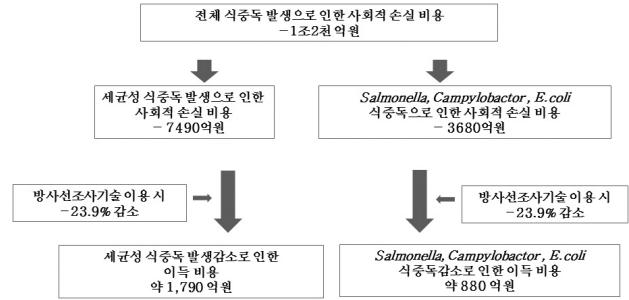 전체 식중독 발생으로 인한 사회적 손실 비용
−1조2천억원
세균성 식중독 발생으로 인한
사회적 손실 비용
− 7490억원
Salmonella, Campylobactor , E.coli
식중독으로 인한 사회적 손실 비용
− 3680억원
방사선조사기술 이용 시
−23.9% 감소
방사선조사기술 이용 시
−23.9% 감소
세균성 식중독 발생감소로 인한
이득 비용
약 1,790 억원
Salmonella, Campylobactor , E.coli
식중독감소로 인한 이득 비용
약 880 억원